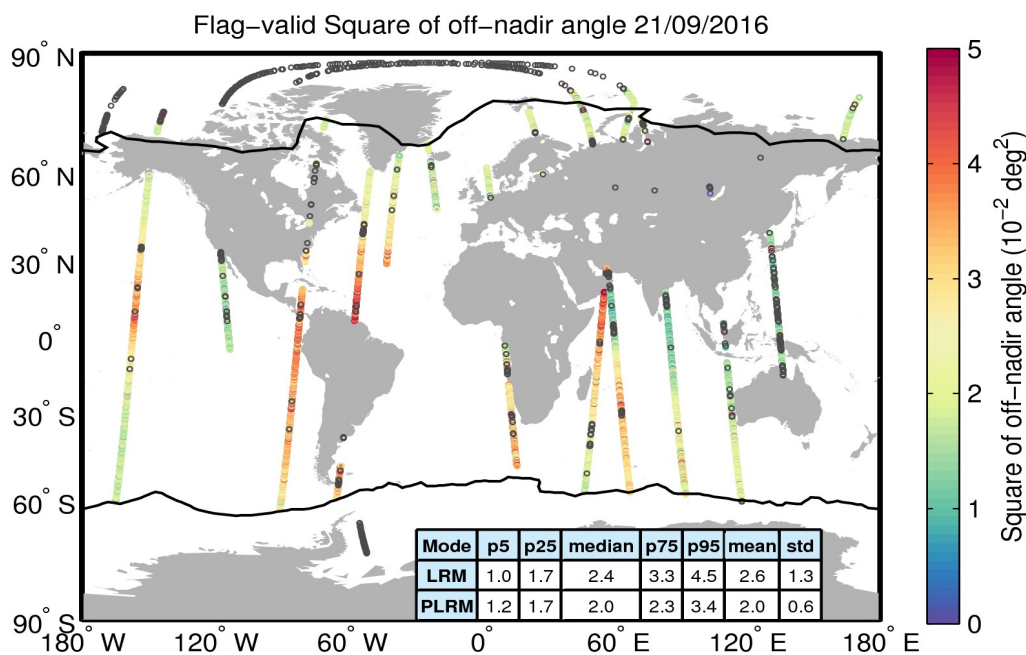 Flag−valid Square of off−nadir angle 21/09/2016
90° N
60° N
30° N
0°
30° S
60° S
90° S
180° W 120° W 60° W 0° 60° E 120° E 180° E
Mode p5 p25 median p75 p95 mean std
LRM 1.0 1.7 2.4 3.3 4.5 2.6 1.3
PLRM 1.2 1.7 2.0 2.3 3.4 2.0 0.6
5
4
3
2
1
0
Square of off−nadir angle (10⁻² deg²)